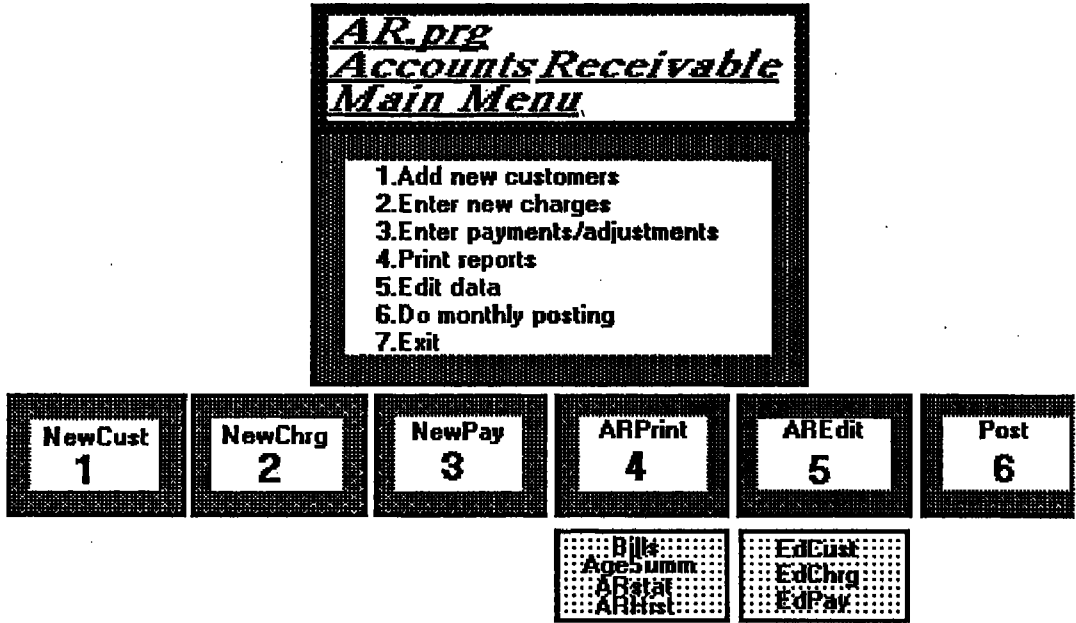 AR.prg
Accounts Receivable
Main Menu
1.Add new customers
2.Enter new charges
3.Enter payments/adjustments
4.Print reports
5.Edit data
6.Do monthly posting
7.Exit
NewCust
1
NewChrg
2
NewPay
3
ARPrint
4
AREdit
5
Post
6
Bills
AgeSumm
ARstat
ARHist
EdCust
EdChrg
EdPay